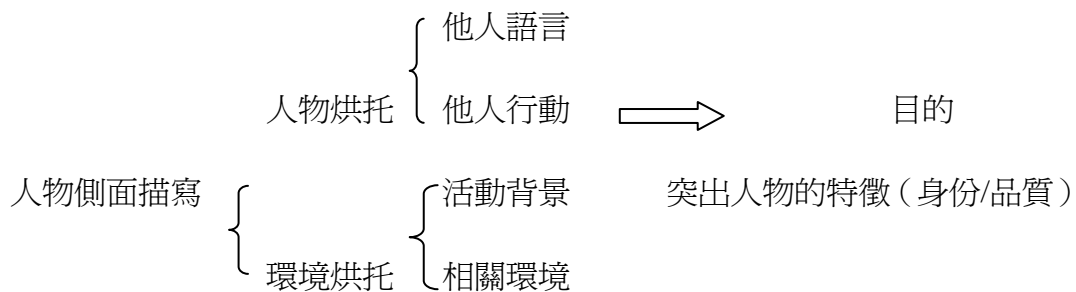 他人語言
人物烘托 他人行動 目的
人物側面描寫 活動背景 突出人物的特徵（身份/品質）
環境烘托 相關環境